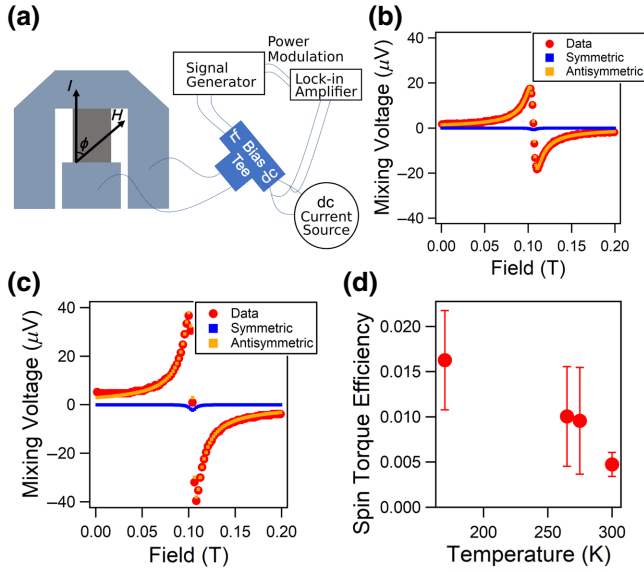 (a)
I
H
ϕ
Signal
Generator
Power
Modulation
Lock-in
Amplifier
rf
Bias
Tee
dc
dc
Current
Source
(b)
Mixing Voltage (μV)
40
20
0
−20
−40
Data
Symmetric
Antisymmetric
0.00 0.05 0.10 0.15 0.20
Field (T)
(c)
Mixing Voltage (μV)
40
20
0
−20
−40
Data
Symmetric
Antisymmetric
0.00 0.05 0.10 0.15 0.20
Field (T)
(d)
Spin Torque Efficiency
0.020
0.015
0.010
0.005
0.000
200 250 300
Temperature (K)